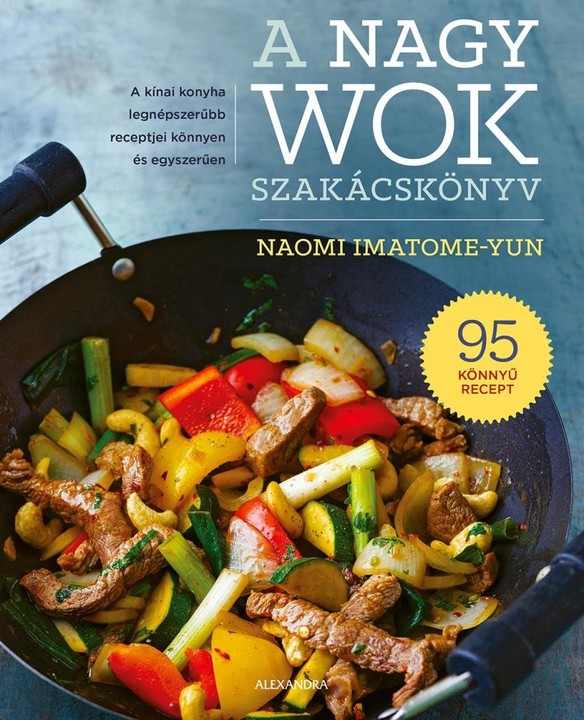 A NAGY
WOK
SZAKÁCSKÖNYV
A kínai konyha
legnépszerűbb
receptjei könnyen
és egyszerűen
NAOMI IMATOME-YUN
95
KÖNNYŰ
RECEPT
ALEXANDRA